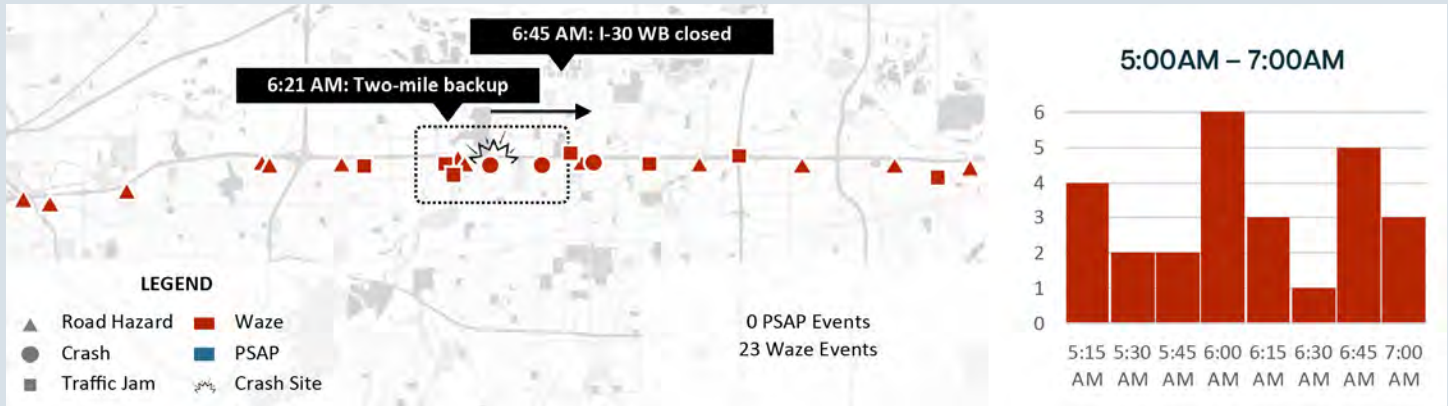 6:45 AM: I-30 WB closed
6:21 AM: Two-mile backup
LEGEND
Road Hazard
Waze
Crash
PSAP
Traffic Jam
Crash Site
0 PSAP Events
23 Waze Events
5:00AM – 7:00AM
6
5
4
3
2
1
0
5:15 5:30 5:45 6:00 6:15 6:30 6:45 7:00
AM AM AM AM AM AM AM AM